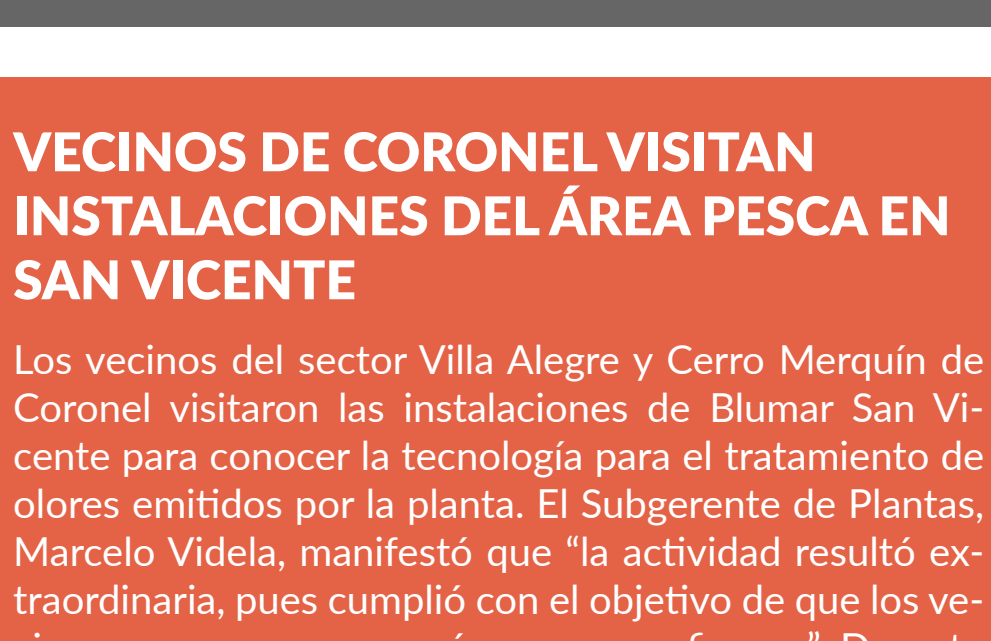 VECINOS DE CORONEL VISITAN
INSTALACIONES DEL ÁREA PESCA EN
SAN VICENTE
Los vecinos del sector Villa Alegre y Cerro Merquín de
Coronel visitaron las instalaciones de Blumar San Vi-
cente para conocer la tecnología para el tratamiento de
olores emitidos por la planta. El Subgerente de Plantas,
Marcelo Videla, manifestó que “la actividad resultó ex-
traordinaria, pues cumplió con el objetivo de que los ve-